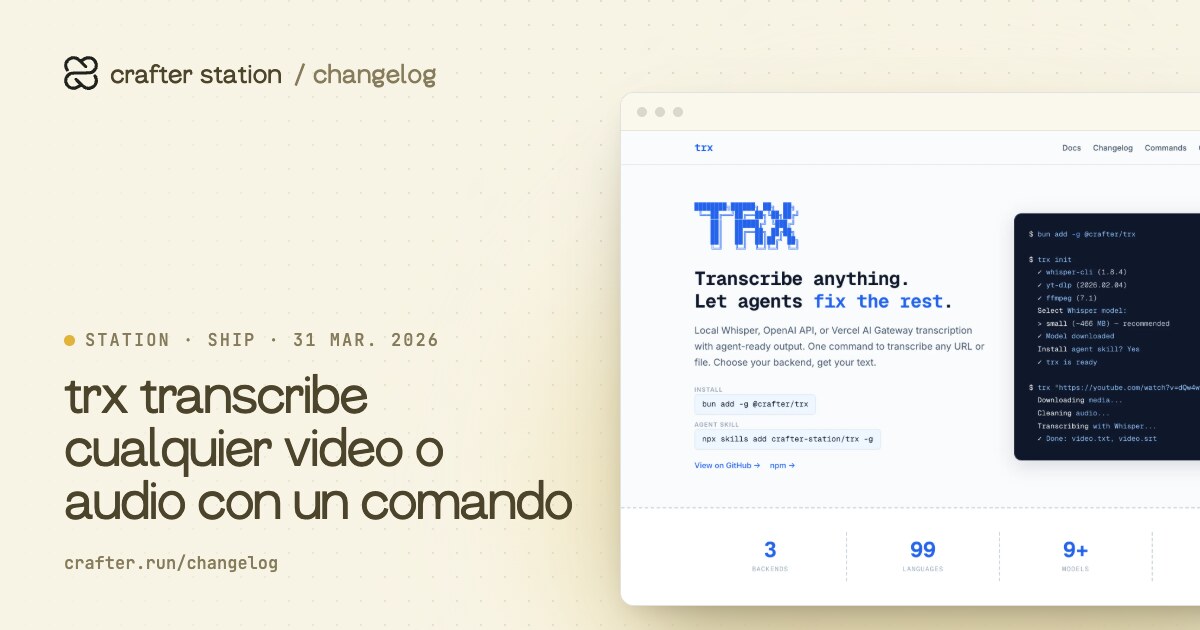 crafter station / changelog
STATION · SHIP · 31 MAR. 2026
trx transcribe
cualquier video o
audio con un comando
crafter.run/changelog
trx
Docs Changelog Commands
TRX
Transcribe anything.
Let agents fix the rest.
Local Whisper, OpenAI API, or Vercel AI Gateway transcription
with agent-ready output. One command to transcribe any URL or
file. Choose your backend, get your text.
INSTALL
bun add -g @crafter/trx
AGENT SKILL
npx skills add crafter-station/trx -g
View on GitHub → npm →
$ bun add -g @crafter/trx
$ trx init
✓ whisper-cli (1.8.4)
✓ yt-dlp (2026.02.04)
✓ ffmpeg (7.1)
Select Whisper model:
> small (~466 MB) — recommended
✓ Model downloaded
Install agent skill? Yes
✓ trx is ready
$ trx "https://youtube.com/watch?v=dQw4w
Downloading media...
Cleaning audio...
Transcribing with Whisper...
✓ Done: video.txt, video.srt
3 99 9+
BACKENDS LANGUAGES MODELS